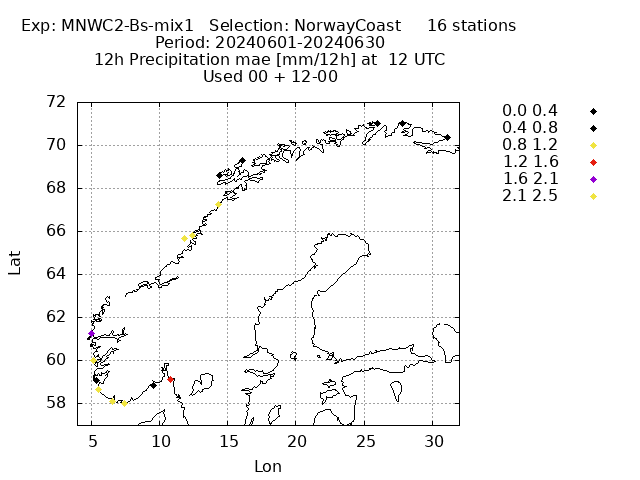 Exp: MNWC2-Bs-mix1   Selection: NorwayCoast     16 stations
Period: 20240601-20240630
12h Precipitation mae [mm/12h] at  12 UTC
Used 00 + 12-00
0.0 0.4
0.4 0.8
0.8 1.2
1.2 1.6
1.6 2.1
2.1 2.5
72
70
68
66
64
62
60
58
Lat
5 10 15 20 25 30
Lon